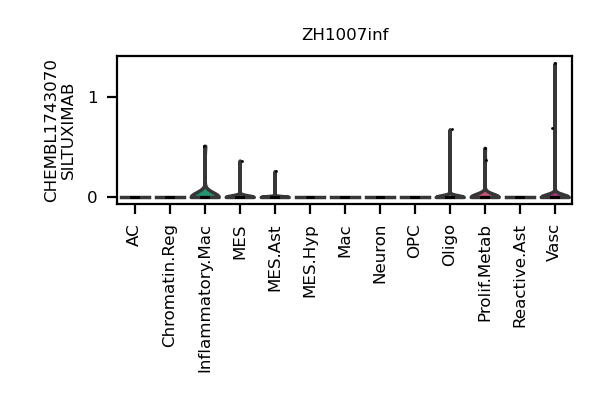 ZH1007inf
CHEMBL1743070
SILTUXIMAB
1
0
AC
Chromatin.Reg
Inflammatory.Mac
MES
MES.Ast
MES.Hyp
Mac
Neuron
OPC
Oligo
Prolif.Metab
Reactive.Ast
Vasc